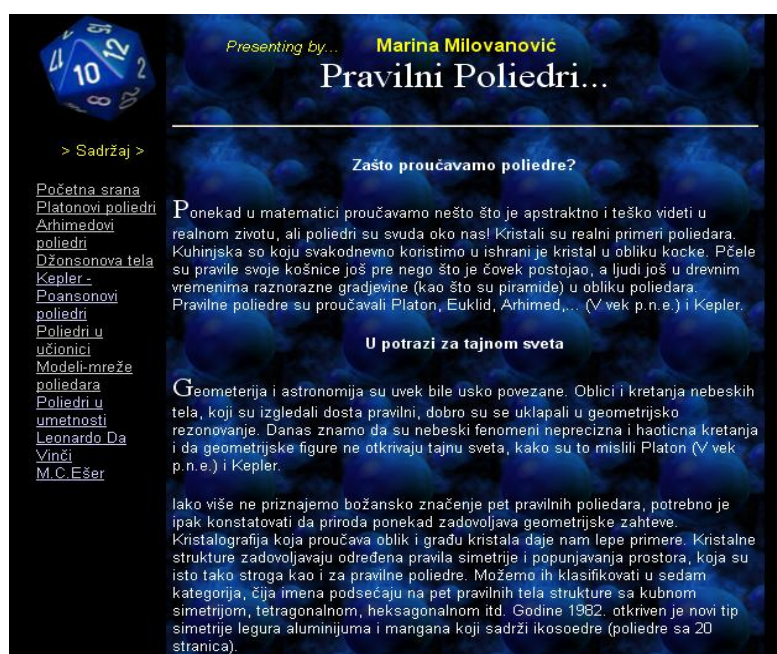 12
10
2
8
Presenting by... Marina Milovanović
Pravilni Poliedri...
> Sadržaj >
Početna srana
Platonovi poliedri
Arhimedovi
poliedri
Džonsonova tela
Kepler -
Poansonovi
poliedri
Poliedri u
učionici
Modeli-mreže
poliedara
Poliedri u
umetnosti
Leonardo Da
Vinči
M.C.Ešer
Zašto proučavamo poliedre?
Ponekad u matematici proučavamo nešto što je apstraktno i teško videti u
realnom zivotu, ali poliedri su svuda oko nas! Kristali su realni primeri poliedara.
Kuhinjska so koju svakodnevno koristimo u ishrani je kristal u obliku kocke. Pčele
su pravile svoje košnice još pre nego što je čovek postojao, a ljudi još u drevnim
vremenima raznorazne gradjevine (kao što su piramide) u obliku poliedara.
Pravilne poliedre su proučavali Platon, Euklid, Arhimed,... (V vek p.n.e.) i Kepler.
U potrazi za tajnom sveta
Geometerija i astronomija su uvek bile usko povezane. Oblici i kretanja nebeskih
tela, koji su izgledali dosta pravilni, dobro su se uklapali u geometrijsko
rezonovanje. Danas znamo da su nebeski fenomeni neprecizna i haoticna kretanja
i da geometrijske figure ne otkrivaju tajnu sveta, kako su to mislili Platon (V vek
p.n.e.) i Kepler.
Iako više ne priznajemo božansko značenje pet pravilnih poliedara, potrebno je
ipak konstatovati da priroda ponekad zadovoljava geometrijske zahteve.
Kristalografija koja proučava oblik i građu kristala daje nam lepe primere. Kristalne
strukture zadovoljavaju određena pravila simetrije i popunjavanja prostora, koja su
isto tako stroga kao i za pravilne poliedre. Možemo ih klasifikovati u sedam
kategorija, čija imena podsećaju na pet pravilnih tela strukture sa kubnom
simetrijom, tetragonalnom, heksagonalnom itd. Godine 1982. otkriven je novi tip
simetrije legura aluminijuma i mangana koji sadrži ikosoedre (poliedre sa 20
stranica).